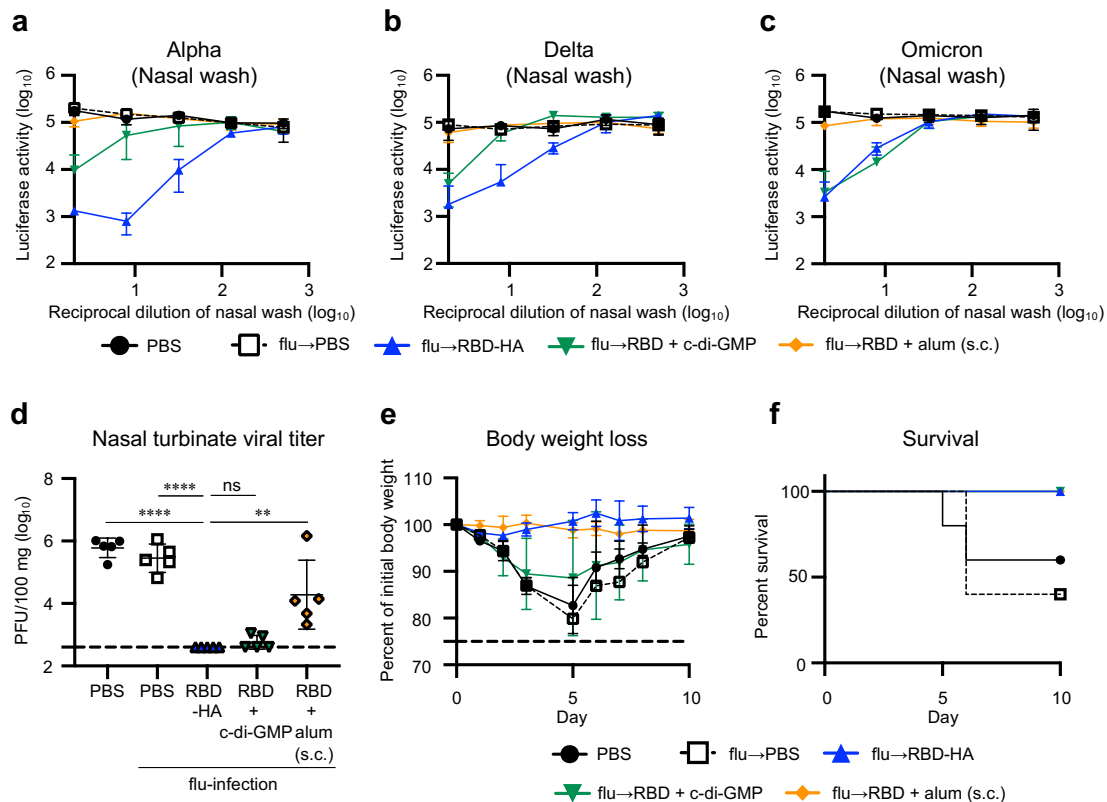 a
Alpha
(Nasal wash)
Luciferase activity (log₁₀)
6
5
4
3
2
1
2
3
Reciprocal dilution of nasal wash (log₁₀)
b
Delta
(Nasal wash)
Luciferase activity (log₁₀)
6
5
4
3
2
1
2
3
Reciprocal dilution of nasal wash (log₁₀)
c
Omicron
(Nasal wash)
Luciferase activity (log₁₀)
6
5
4
3
2
1
2
3
Reciprocal dilution of nasal wash (log₁₀)
PBS
flu→PBS
flu→RBD-HA
flu→RBD + c-di-GMP
flu→RBD + alum (s.c.)
d
Nasal turbinate viral titer
PFU/100 mg (log₁₀)
8
6
4
2
****
ns
****
**
PBS
PBS
RBD
-HA
RBD
+
c-di-GMP
RBD
+
alum
(s.c.)
flu-infection
e
Body weight loss
Percent of initial body weight
110
100
90
80
70
0
5
10
Day
f
Survival
Percent survival
100
50
0
0
5
10
Day
PBS
flu→PBS
flu→RBD-HA
flu→RBD + c-di-GMP
flu→RBD + alum (s.c.)